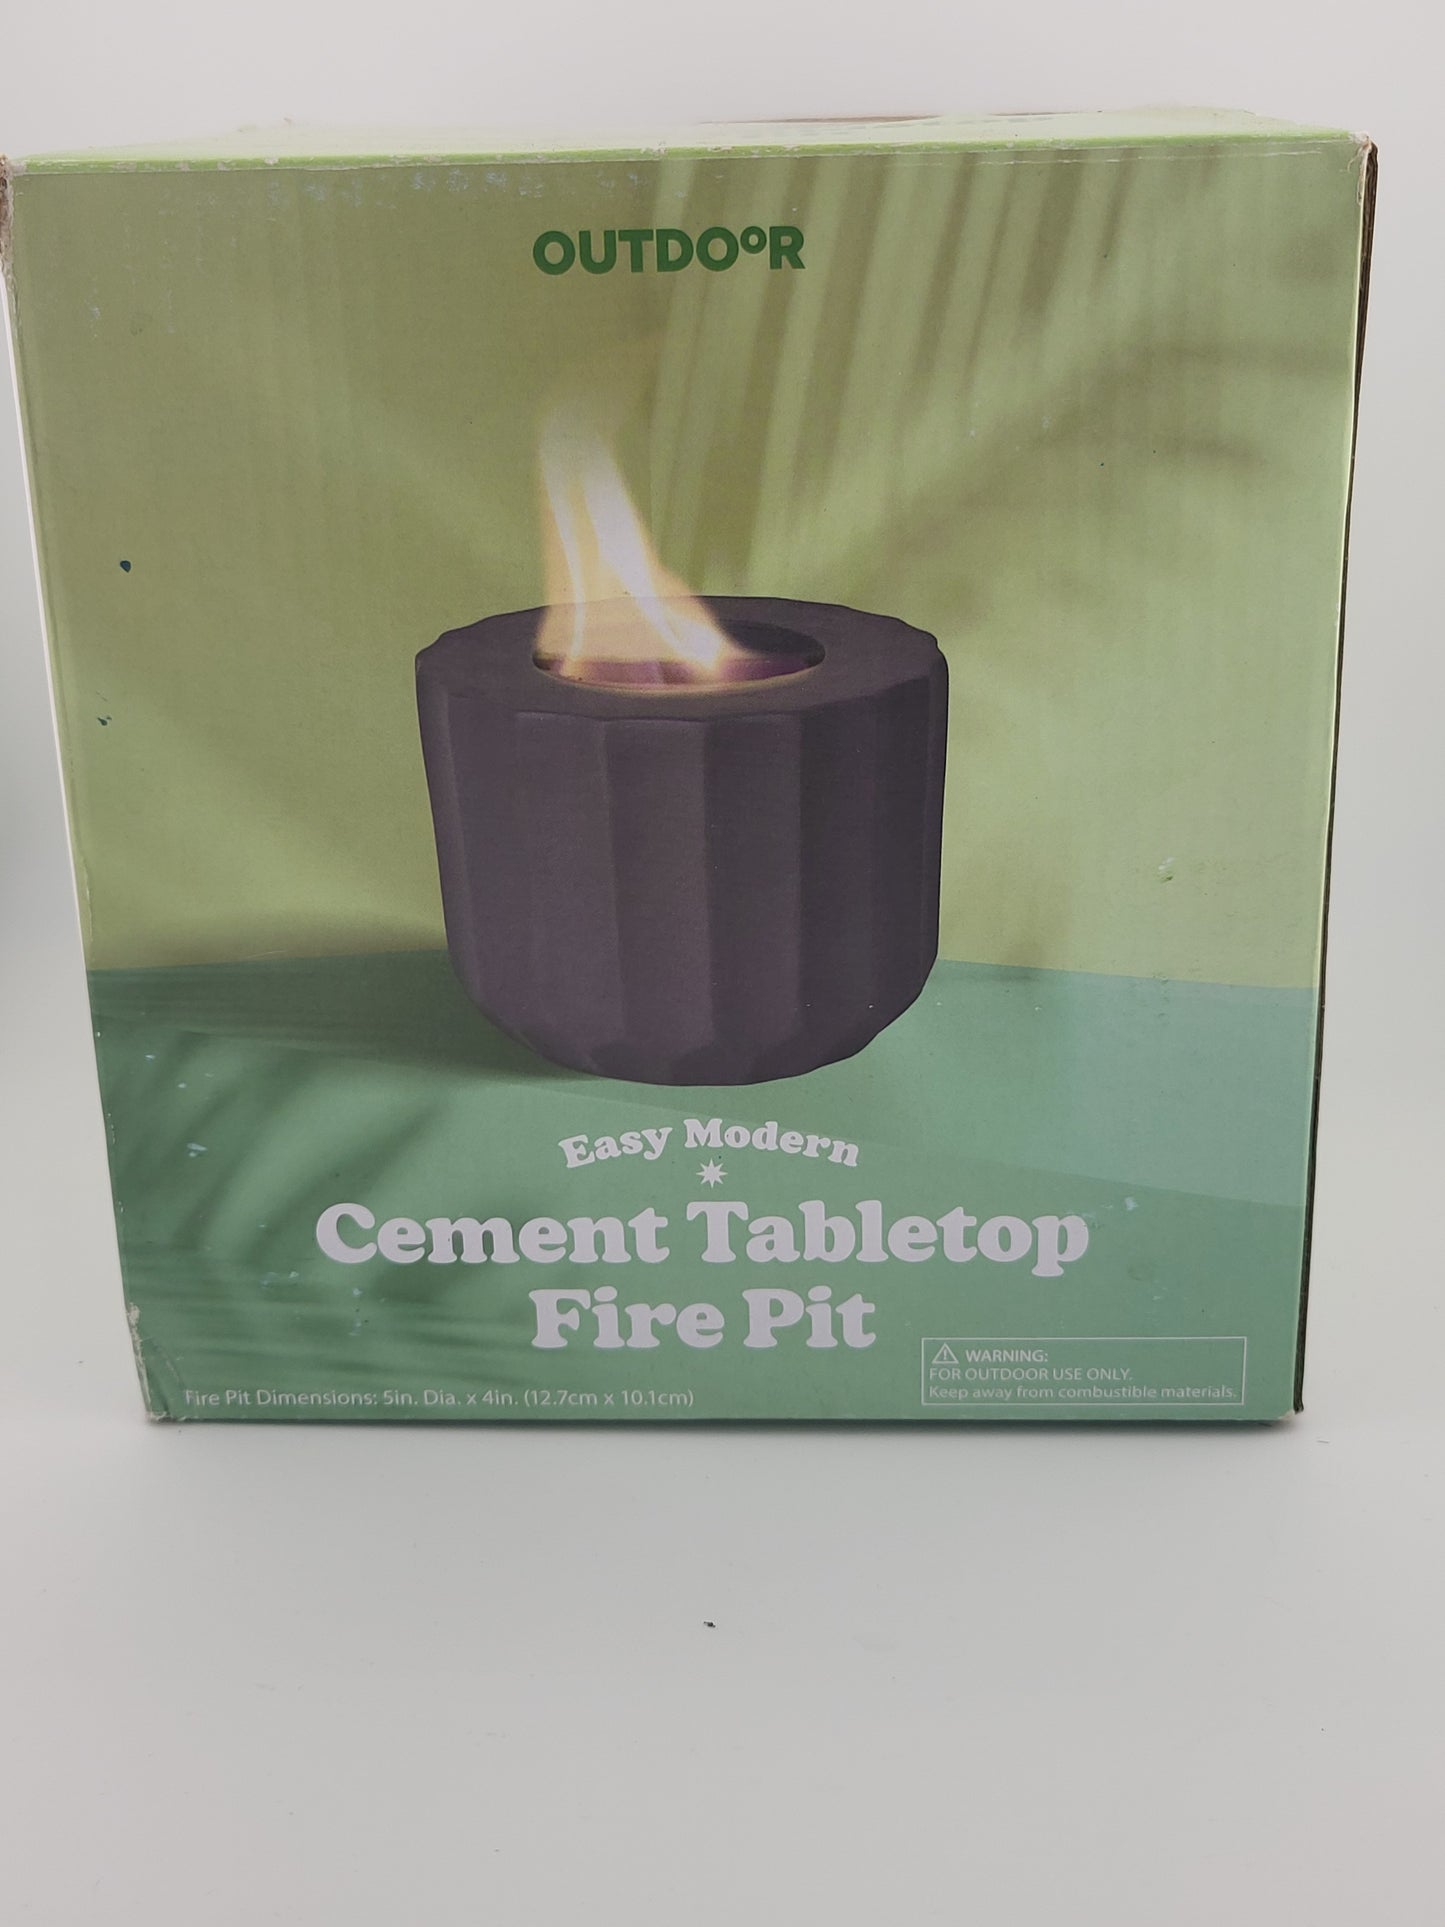 OUTDOOR
Easy Modern
Cement Tabletop
Fire Pit
WARNING:
FOR OUTDOOR USE ONLY.
Keep away from combustible materials.
Fire Pit Dimensions: 5in. Dia. x 4in. (12.7cm x 10.1cm)